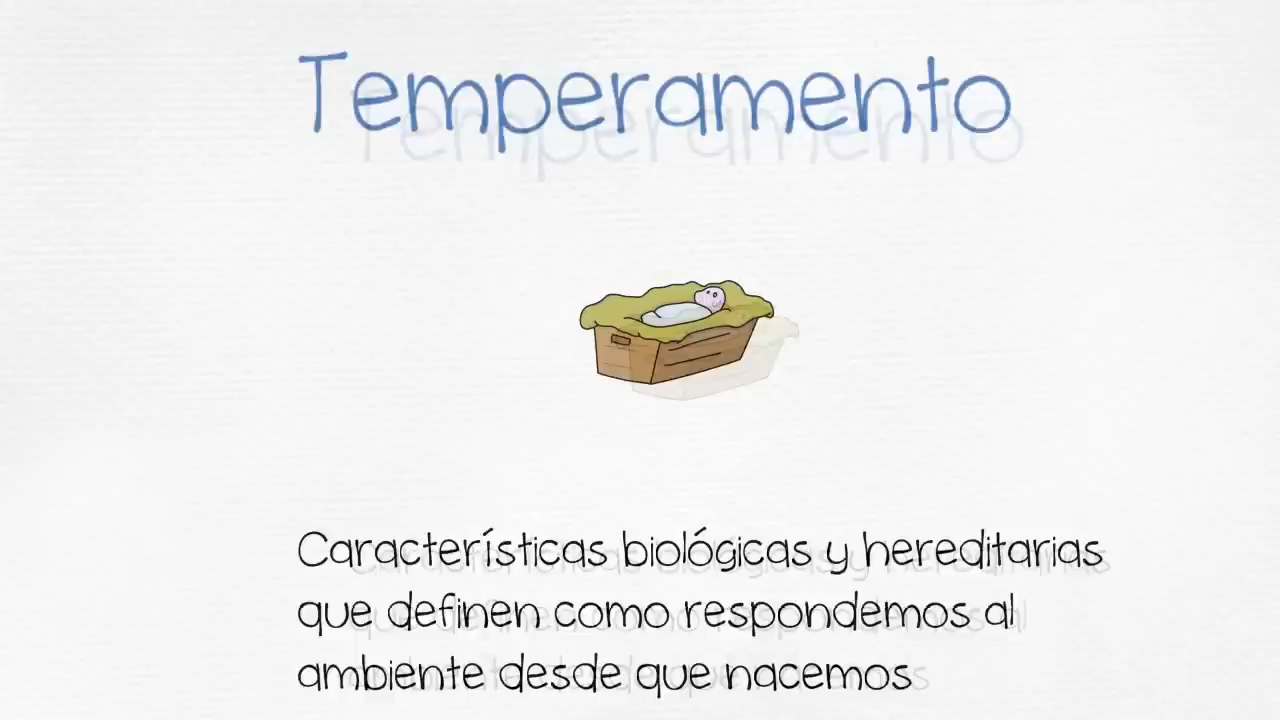 Temperamento
Características biológicas y hereditarias
que definen como respondemos al
ambiente desde que nacemos